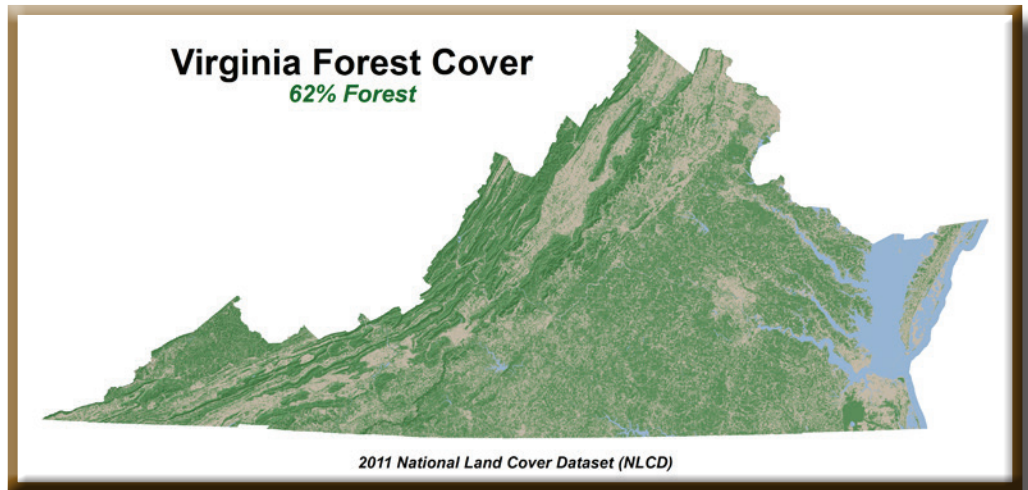 Virginia Forest Cover
62% Forest
2011 National Land Cover Dataset (NLCD)